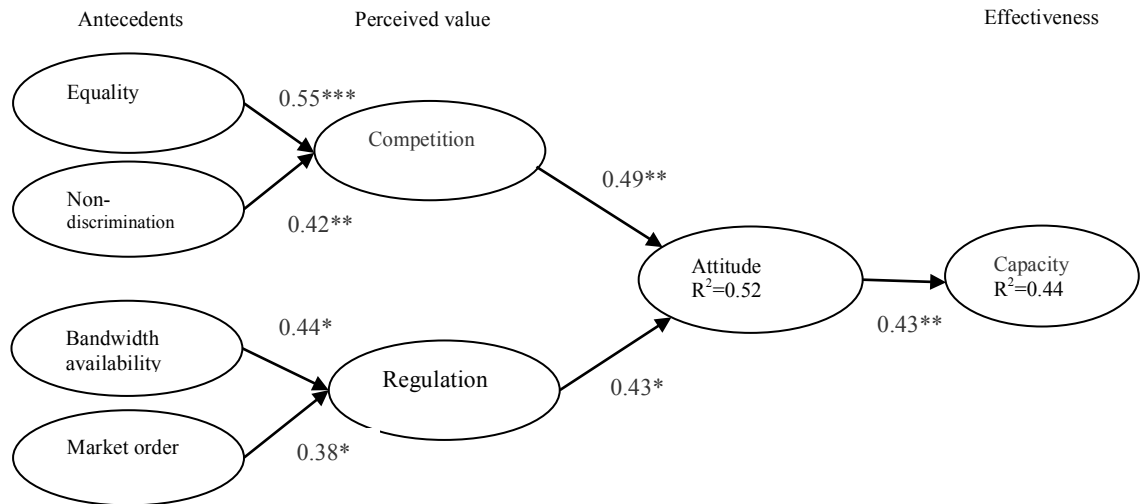 Antecedents
Perceived value
Effectiveness
Equality
0.55***
Competition
Non-
discrimination
0.42**
0.49**
Attitude
R²=0.52
Capacity
R²=0.44
0.43**
Bandwidth
availability
0.44*
Regulation
0.43*
Market order
0.38*